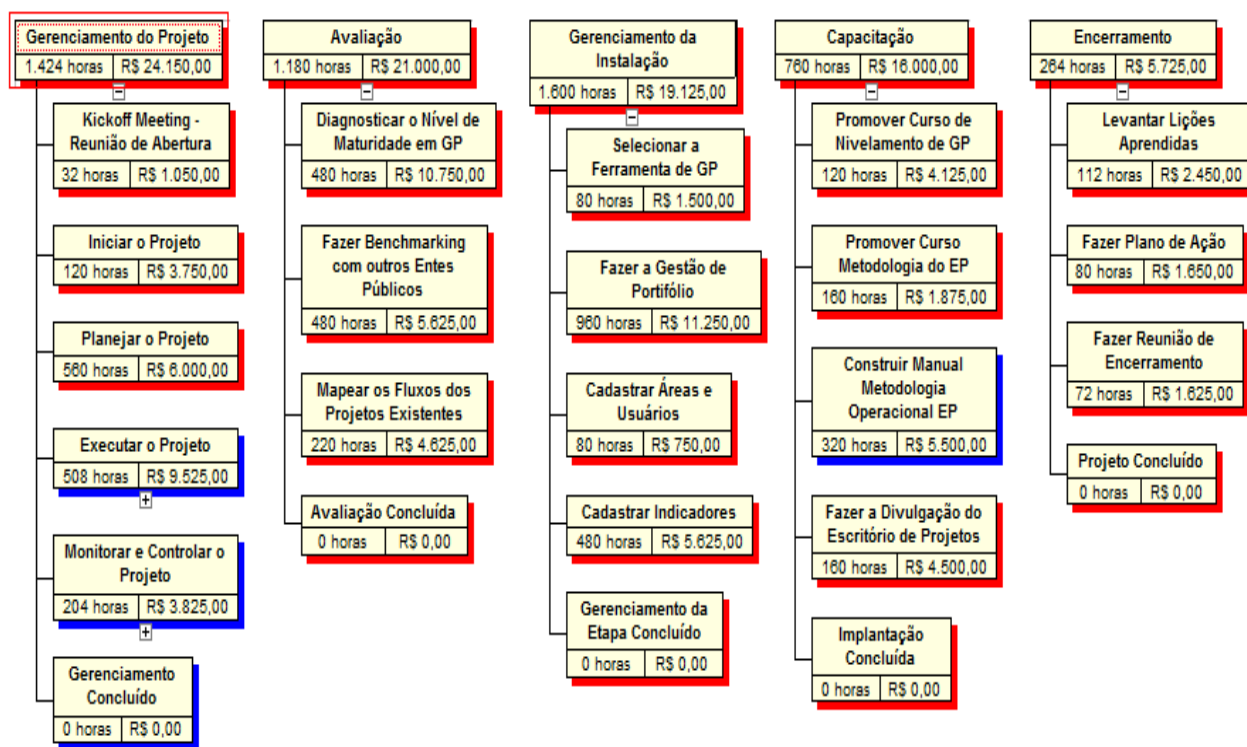 Gerenciamento do Projeto
1.424 horas R$ 24.150,00
Kickoff Meeting -
Reunião de Abertura
32 horas R$ 1.050,00
Iniciar o Projeto
120 horas R$ 3.750,00
Planejar o Projeto
560 horas R$ 6.000,00
Executar o Projeto
508 horas R$ 9.525,00
Monitorar e Controlar o
Projeto
204 horas R$ 3.825,00
Gerenciamento
Concluído
0 horas R$ 0,00
Avaliação
1.180 horas R$ 21.000,00
Diagnosticar o Nível de
Maturidade em GP
480 horas R$ 10.750,00
Fazer Benchmarking
com outros Entes
Públicos
480 horas R$ 5.625,00
Mapear os Fluxos dos
Projetos Existentes
220 horas R$ 4.625,00
Avaliação Concluída
0 horas R$ 0,00
Gerenciamento da
Instalação
1.600 horas R$ 19.125,00
Selecionar a
Ferramenta de GP
80 horas R$ 1.500,00
Fazer a Gestão de
Portifólio
960 horas R$ 11.250,00
Cadastrar Áreas e
Usuários
80 horas R$ 750,00
Cadastrar Indicadores
480 horas R$ 5.625,00
Gerenciamento da
Etapa Concluído
0 horas R$ 0,00
Capacitação
760 horas R$ 16.000,00
Promover Curso de
Nivelamento de GP
120 horas R$ 4.125,00
Promover Curso
Metodologia do EP
160 horas R$ 1.875,00
Construir Manual
Metodologia
Operacional EP
320 horas R$ 5.500,00
Fazer a Divulgação do
Escritório de Projetos
160 horas R$ 4.500,00
Implantação
Concluída
0 horas R$ 0,00
Encerramento
264 horas R$ 5.725,00
Levantar Lições
Aprendidas
112 horas R$ 2.450,00
Fazer Plano de Ação
80 horas R$ 1.650,00
Fazer Reunião de
Encerramento
72 horas R$ 1.625,00
Projeto Concluído
0 horas R$ 0,00